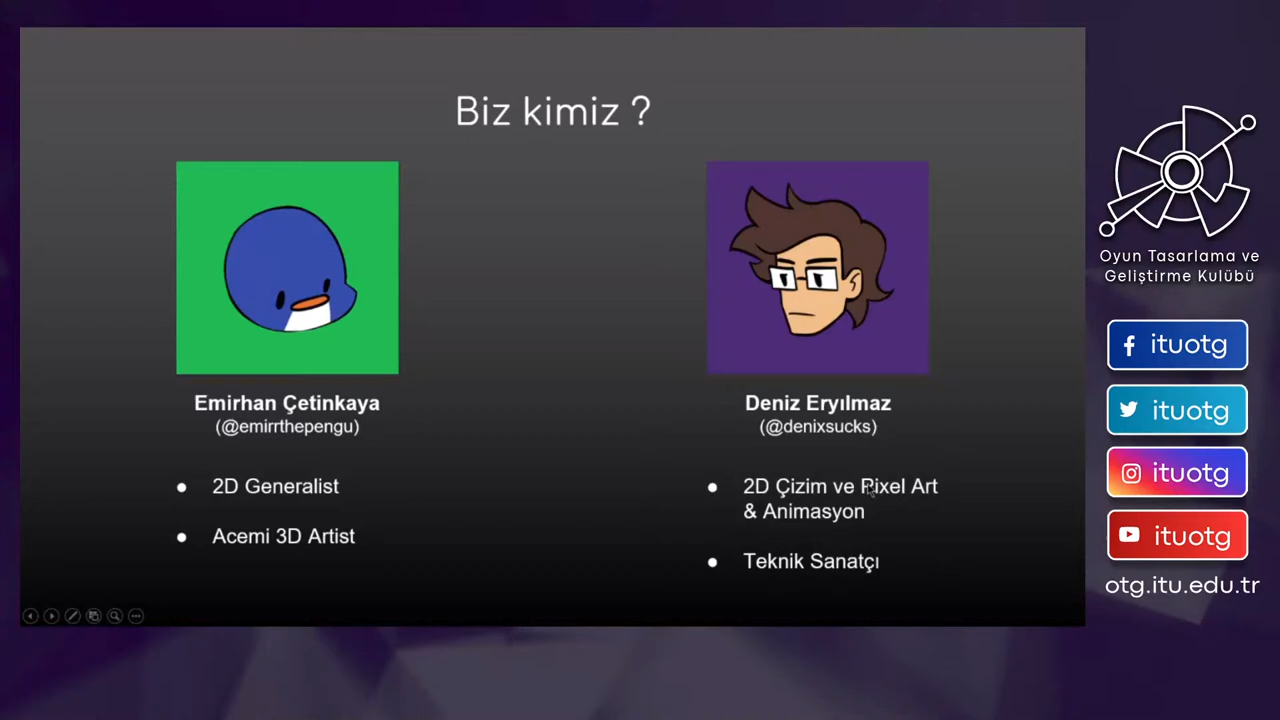 Biz kimiz ?
Emirhan Çetinkaya
(@emirrthepengu)
● 2D Generalist
● Acemi 3D Artist
Deniz Eryılmaz
(@denixsucks)
● 2D Çizim ve Pixel Art
& Animasyon
● Teknik Sanatçı
Oyun Tasarlama ve
Geliştirme Kulübü
ituotg
ituotg
ituotg
ituotg
otg.itu.edu.tr